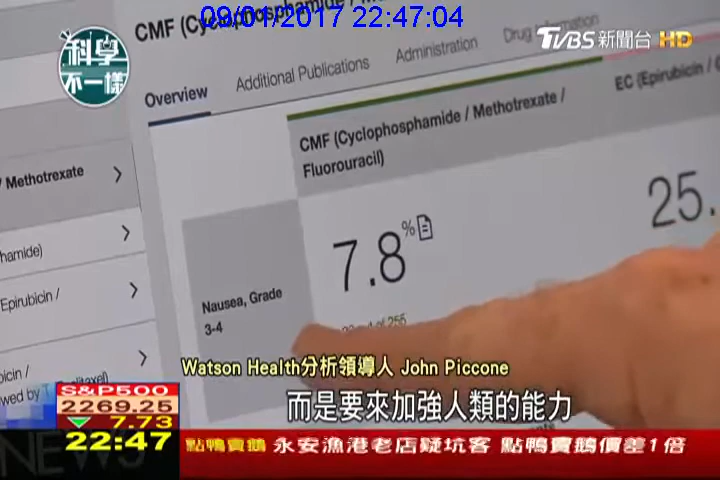 09/01/2017 22:47:04
科學
不一樣
TVBS新聞台 HD
CMF (Cyclophosphamide /
Overview
Additional Publications
Administration
Drug Information
/ Methotrexate
CMF (Cyclophosphamide / Methotrexate /
Fluorouracil)
EC (Epirubicin /
7.8%
25.
Nausea, Grade
3-4
hamide)
Epirubicin /
Watson Health分析領導人 John Piccone
而是要來加強人類的能力
S&P500
2269.25
7.73
22:47
點鴨賣鵝 永安漁港老店疑坑客 點鴨賣鵝價差1倍